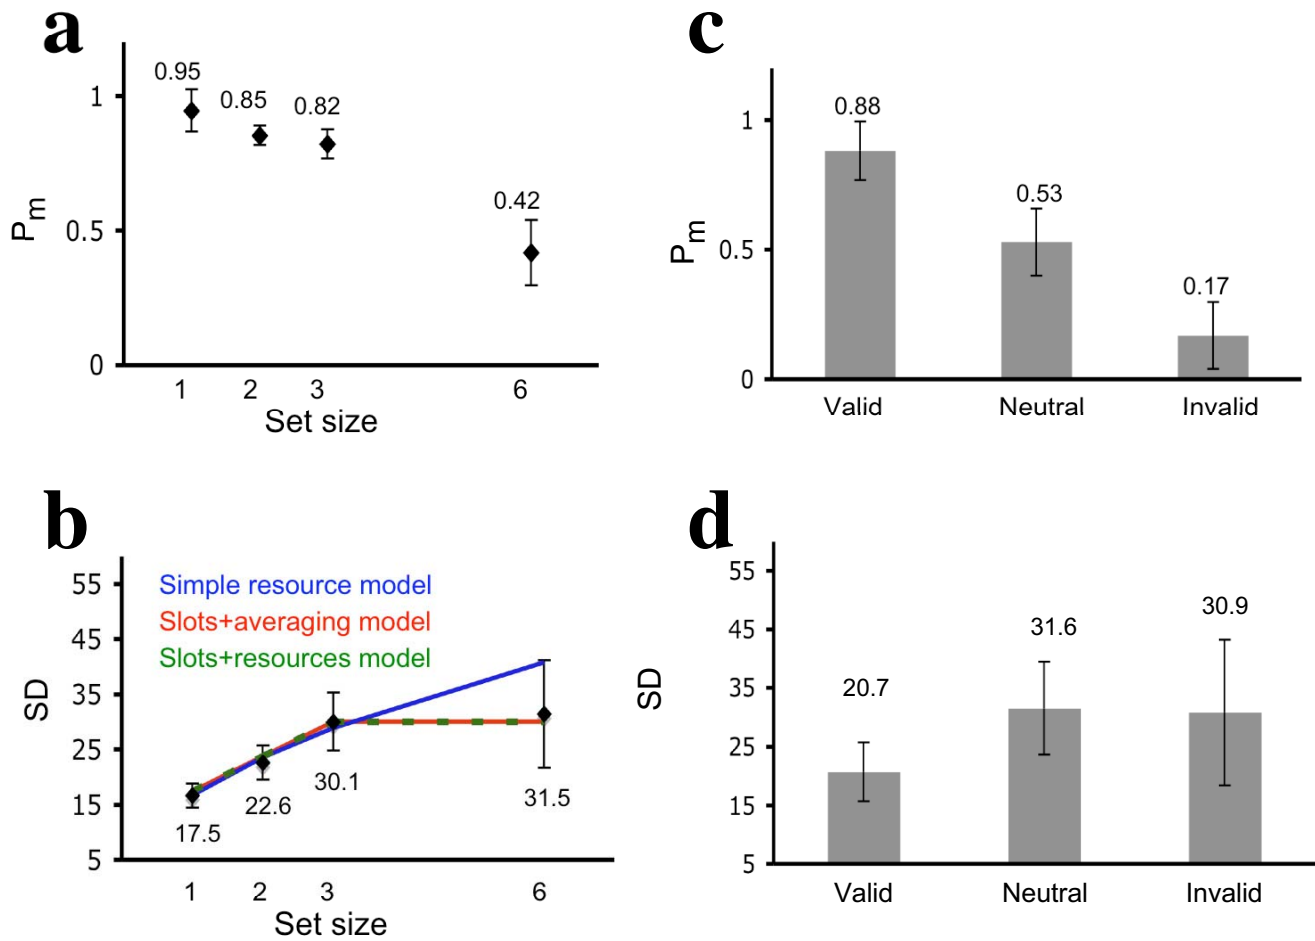 a
0.95
0.85
0.82
0.42
1
0.5
0
Pm
1 2 3 6
Set size
c
0.88
0.53
0.17
1
0.5
0
Pm
Valid Neutral Invalid
b
Simple resource model
Slots+averaging model
Slots+resources model
55
45
35
25
15
5
SD
17.5
22.6
30.1
31.5
1 2 3 6
Set size
d
20.7
31.6
30.9
55
45
35
25
15
5
SD
Valid Neutral Invalid